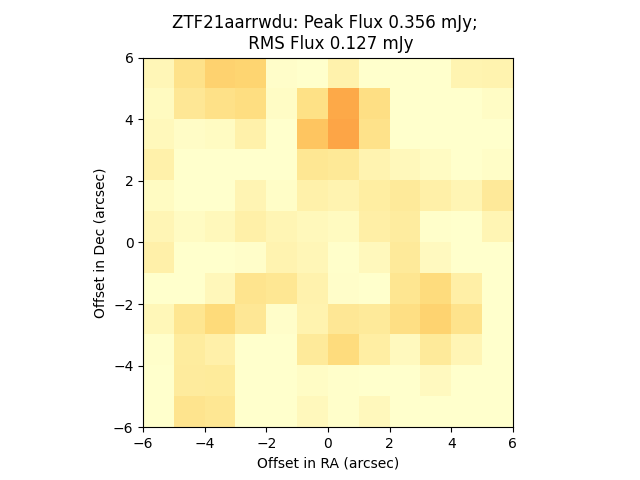 ZTF21aarrwdu: Peak Flux 0.356 mJy;
RMS Flux 0.127 mJy
6
4
2
0
−2
−4
−6
Offset in Dec (arcsec)
−6 −4 −2 0 2 4 6
Offset in RA (arcsec)